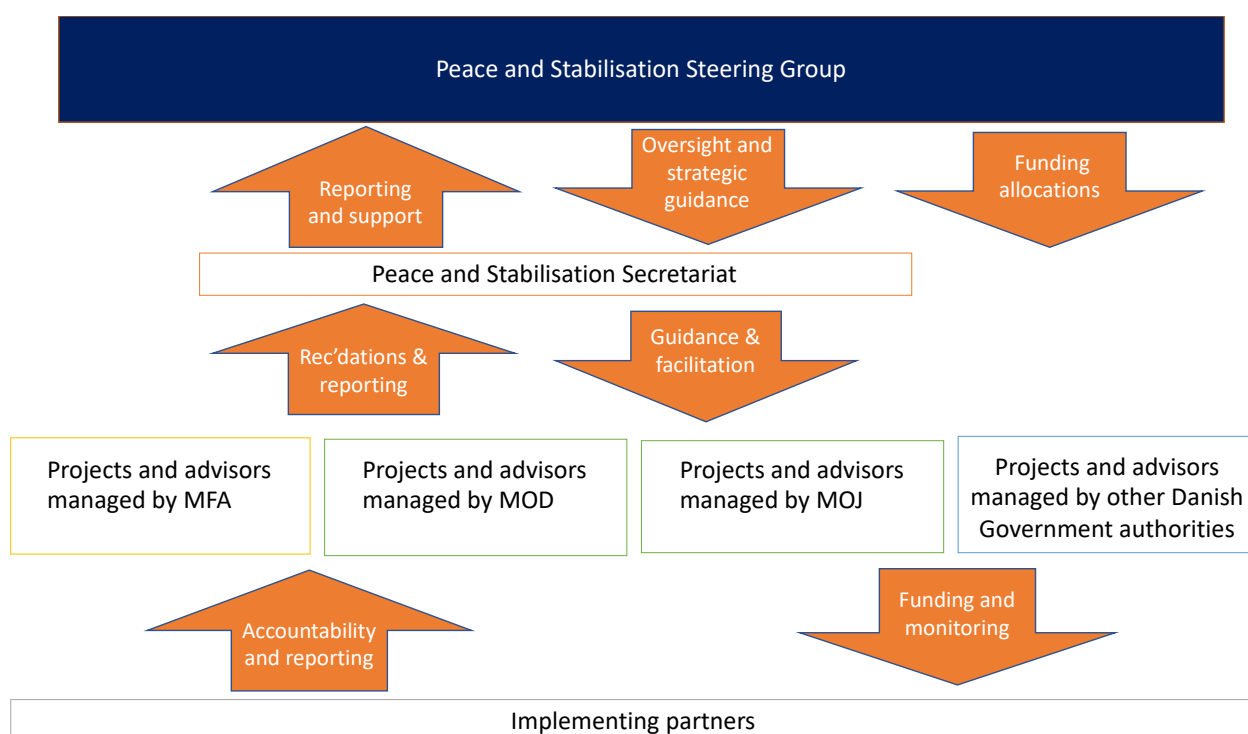 Peace and Stabilisation Steering Group
Reporting
and support
Oversight and
strategic
guidance
Funding
allocations
Peace and Stabilisation Secretariat
Rec’dations &
reporting
Guidance &
facilitation
Projects and advisors
managed by MFA
Projects and advisors
managed by MOD
Projects and advisors
managed by MOJ
Projects and advisors
managed by other Danish
Government authorities
Accountability
and reporting
Funding and
monitoring
Implementing partners